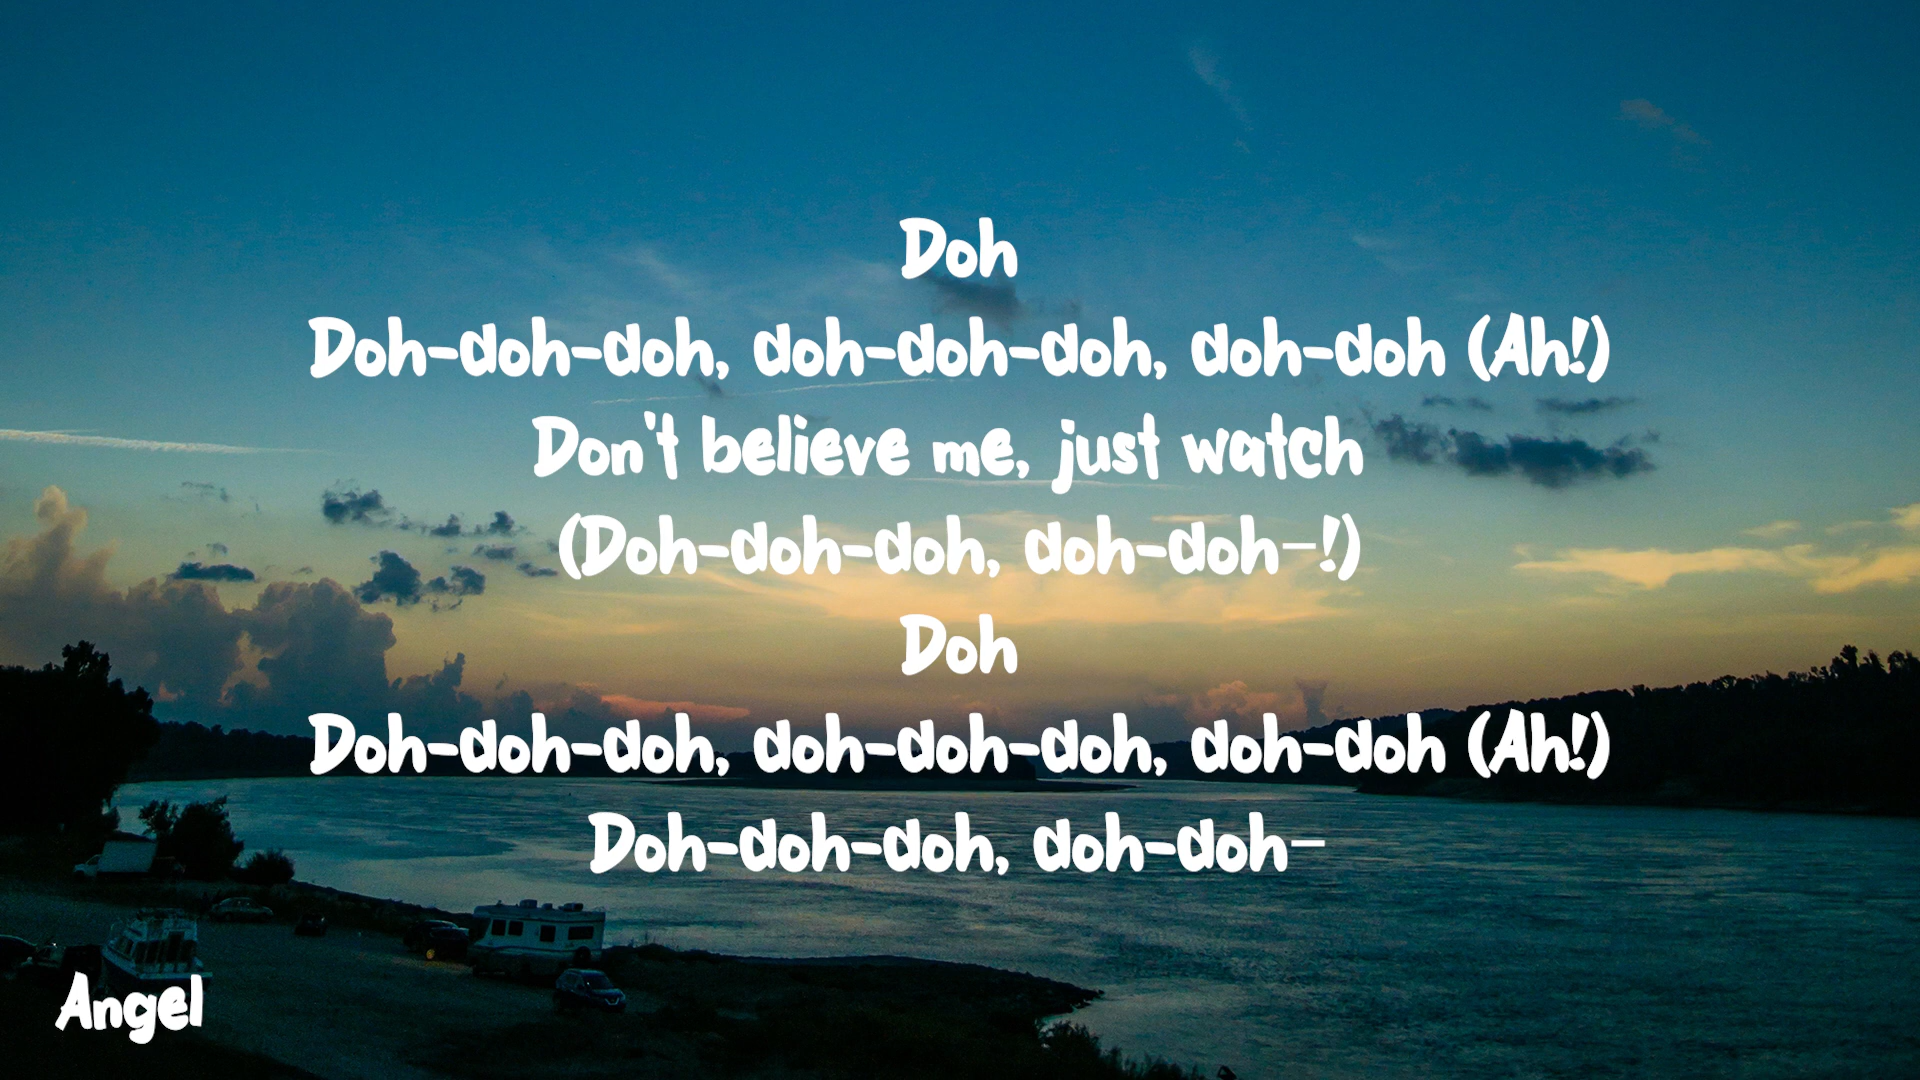 Doh
Doh-doh-doh, doh-doh-doh, doh-doh (Ah!)
Don't believe me, just watch
(Doh-doh-doh, doh-doh–!)
Doh
Doh-doh-doh, doh-doh-doh, doh-doh (Ah!)
Doh-doh-doh, doh-doh–
Angel